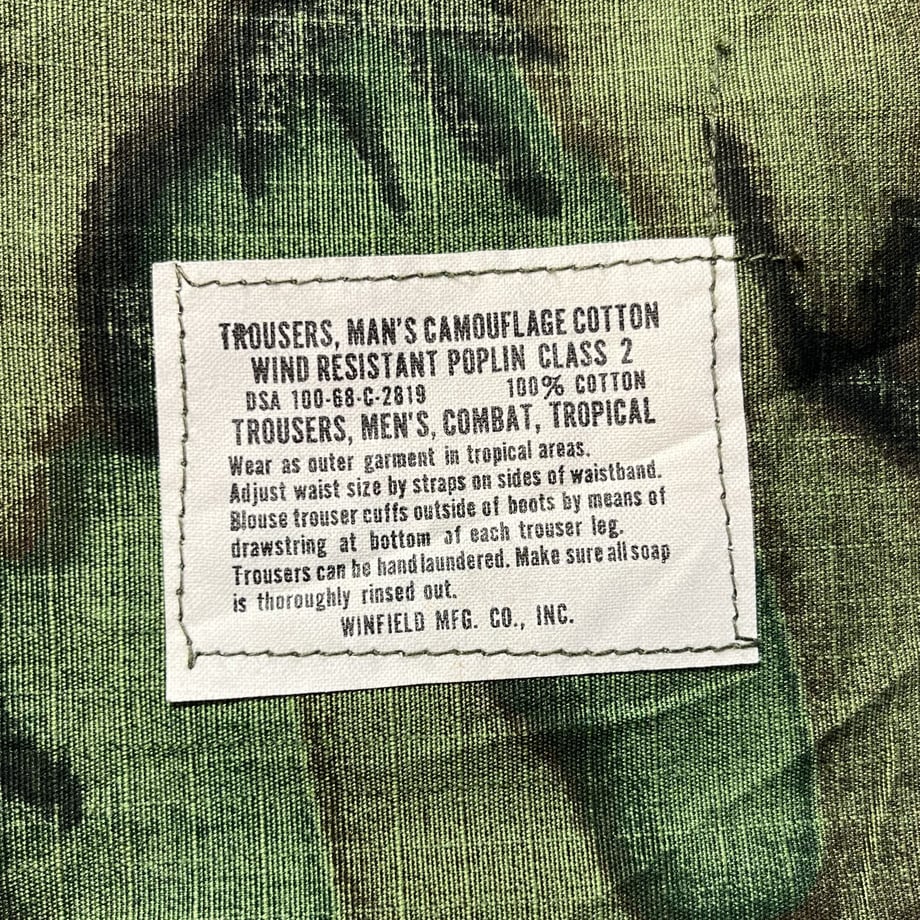 TROUSERS, MAN'S CAMOUFLAGE COTTON
WIND RESISTANT POPLIN CLASS 2
DSA 100-68-C-2819 100% COTTON
TROUSERS, MEN'S, COMBAT, TROPICAL
Wear as outer garment in tropical areas.
Adjust waist size by straps on sides of waistband.
Blouse trouser cuffs outside of boots by means of
drawstring at bottom of each trouser leg.
Trousers can be hand laundered. Make sure all soap
is thoroughly rinsed out.
WINFIELD MFG. CO., INC.